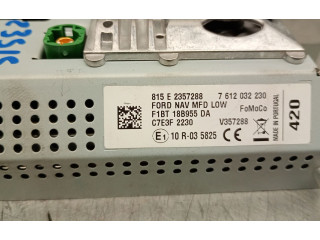 815 E 2357288 7 612 032 230
FORD NAV MFD LOW FoMoCo
F1BT 18B955 DA
C7E3F 2230 V357288
E1 10 R-03 5825 CE
MADE IN PORTUGAL
420